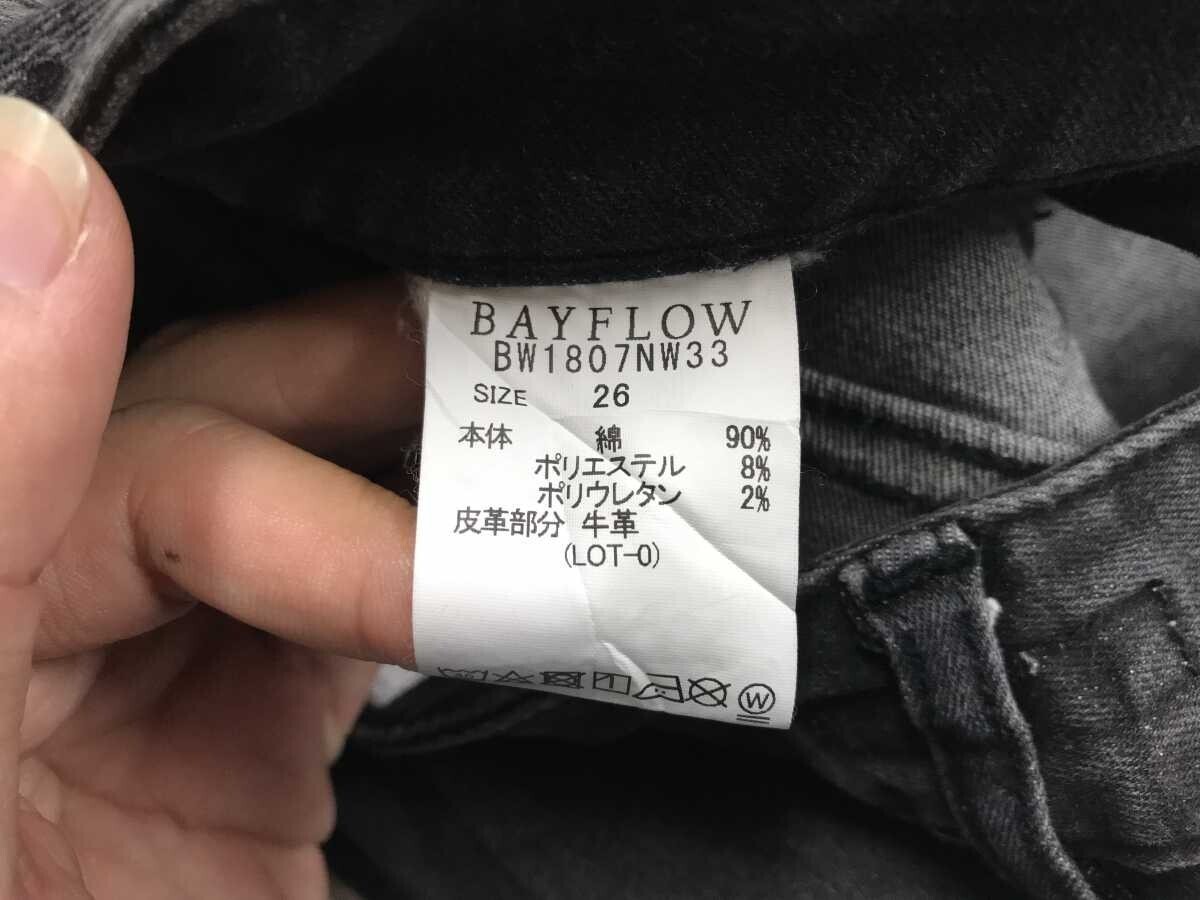 BAYFLOW
BW1807NW33
SIZE 26
本体 綿 90%
ポリエステル 8%
ポリウレタン 2%
皮革部分 牛革
(LOT-0)
W